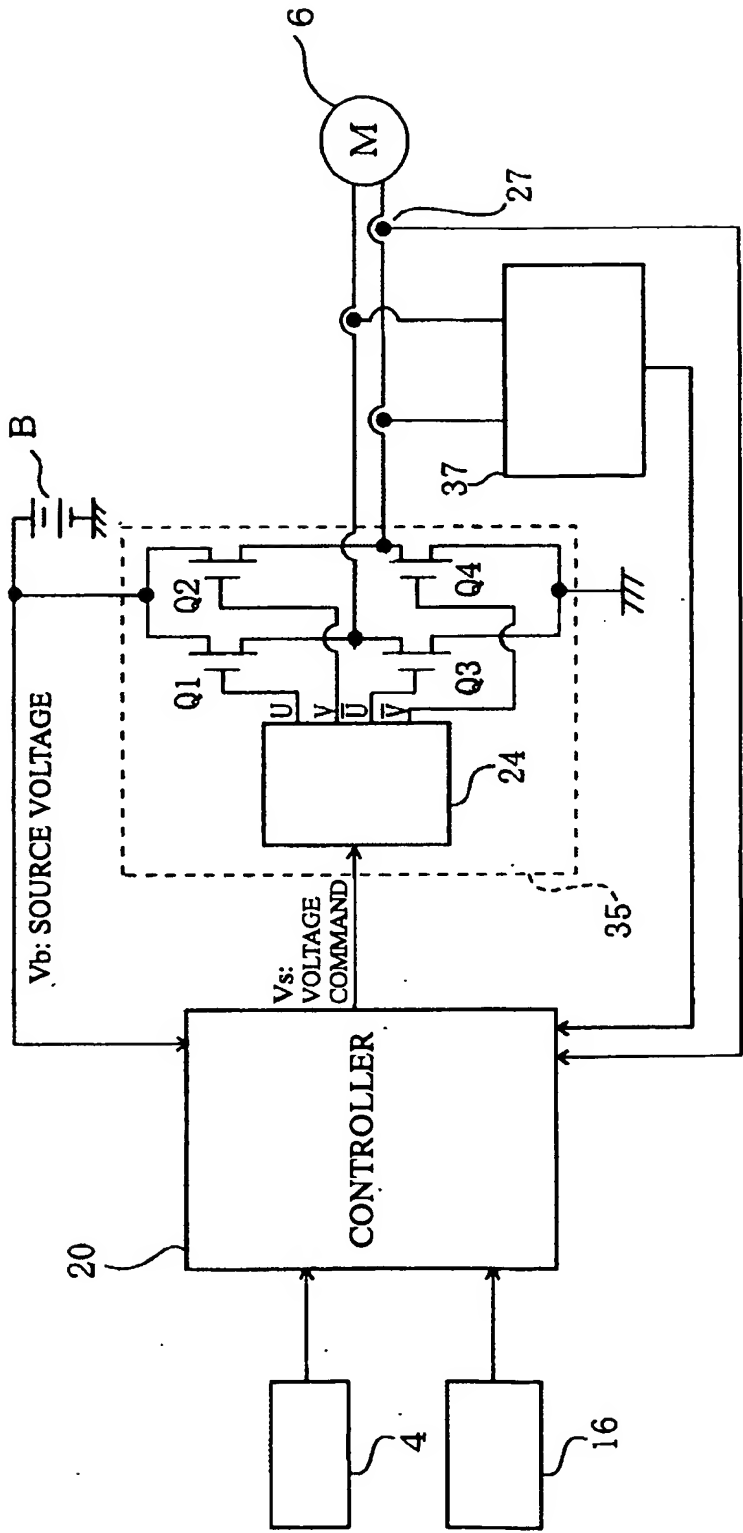 6
M
27
B
37
Q2
Q4
Q1
Q3
U
V
U̅
V̅
24
35
Vb: SOURCE VOLTAGE
Vs:
VOLTAGE
COMMAND
CONTROLLER
20
4
16